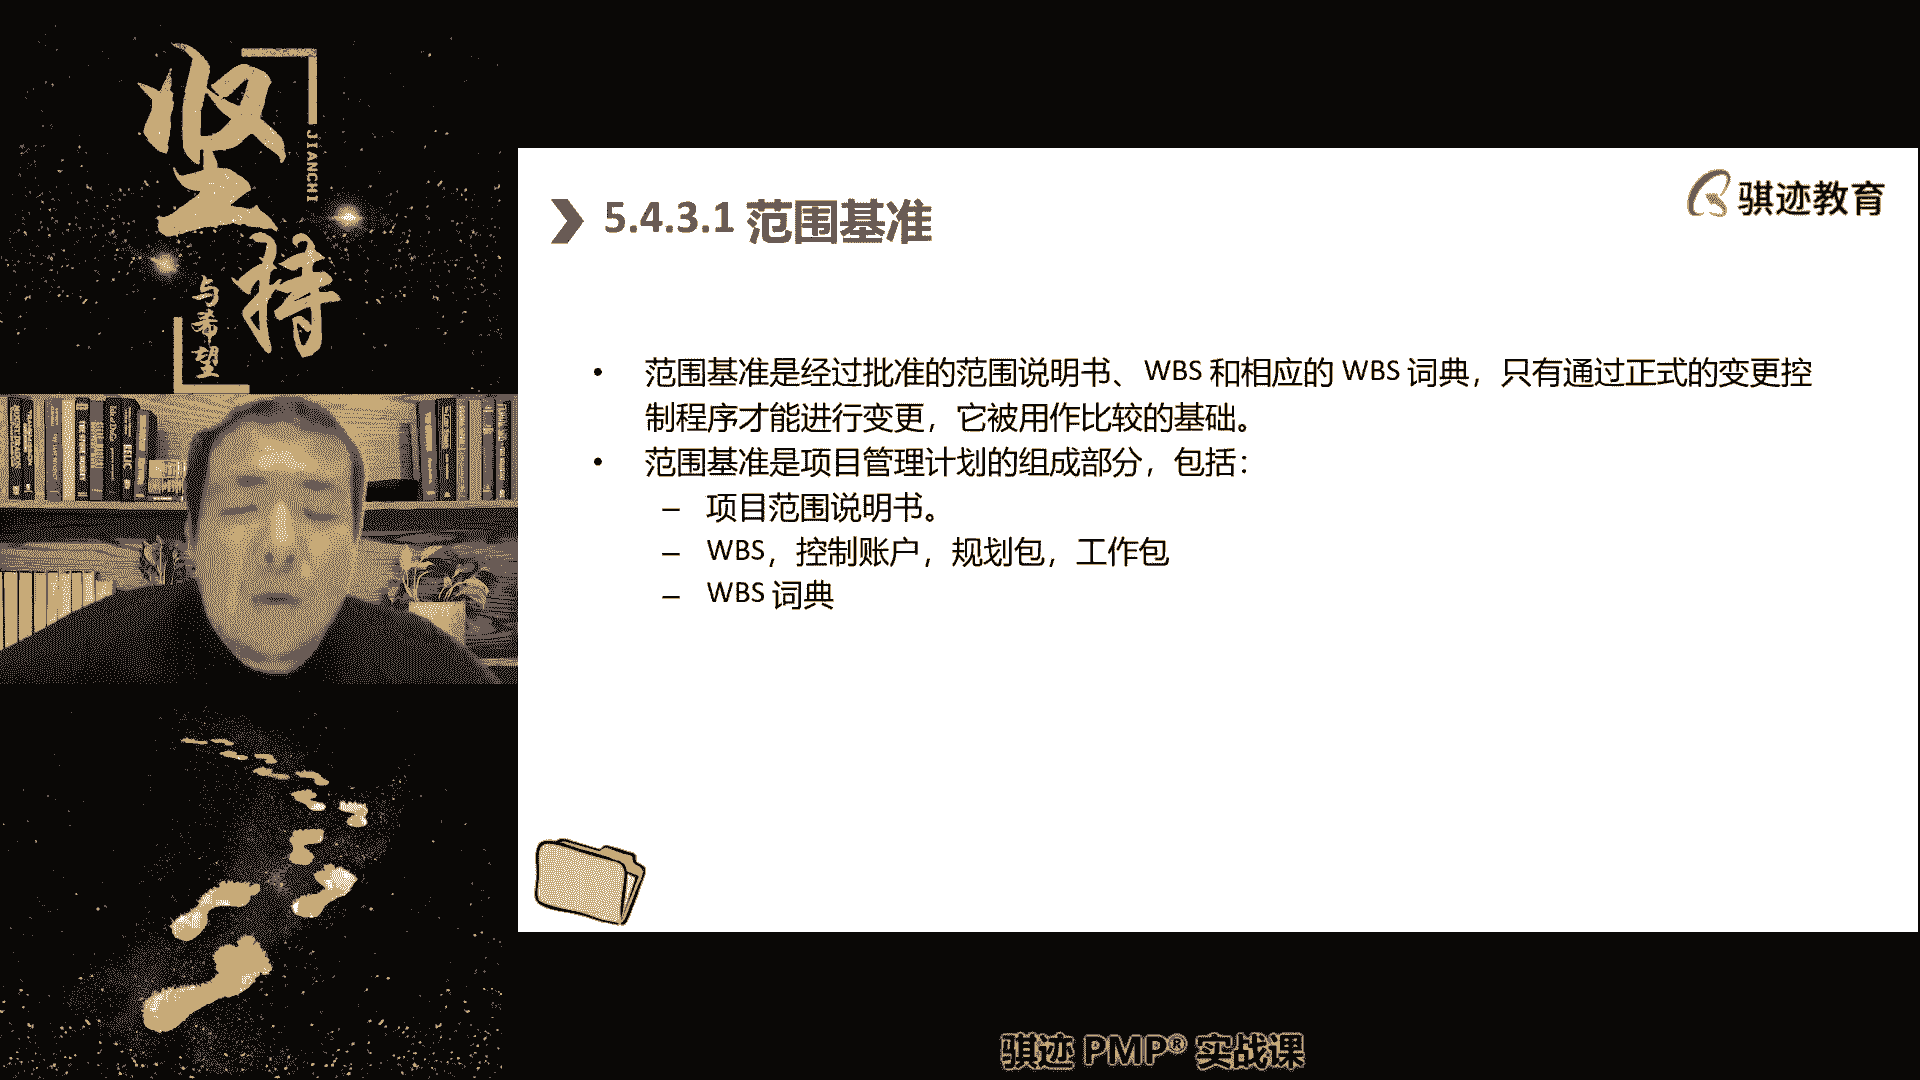 坚持
JIANCHI
与希望
骐迹教育
5.4.3.1 范围基准
• 范围基准是经过批准的范围说明书、WBS 和相应的 WBS 词典，只有通过正式的变更控
制程序才能进行变更，它被用作比较的基础。
• 范围基准是项目管理计划的组成部分，包括：
– 项目范围说明书。
– WBS，控制账户，规划包，工作包
– WBS 词典
骐迹 PMP® 实战课